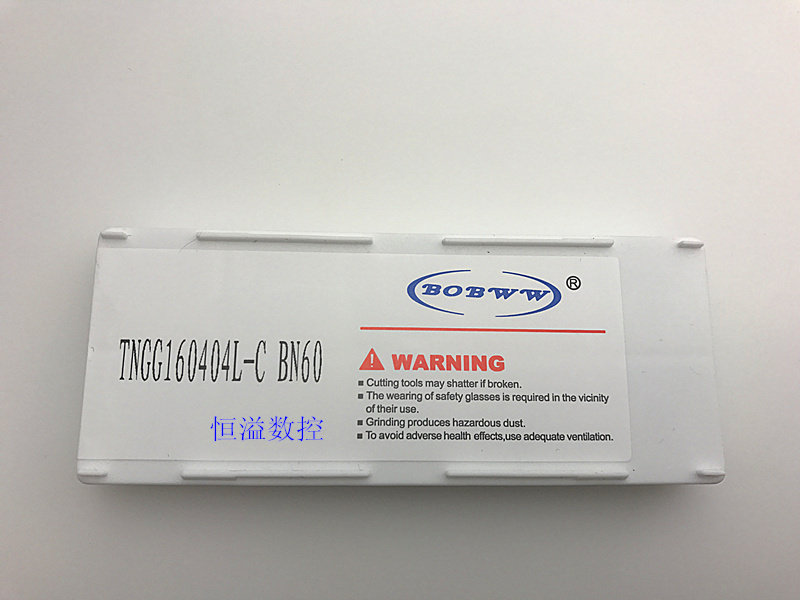 BOBWW®
TNGG160404L-C BN60
WARNING
Cutting tools may shatter if broken.
The wearing of safety glasses is required in the vicinity
of their use.
Grinding produces hazardous dust.
To avoid adverse health effects,use adequate ventilation.
恒溢数控